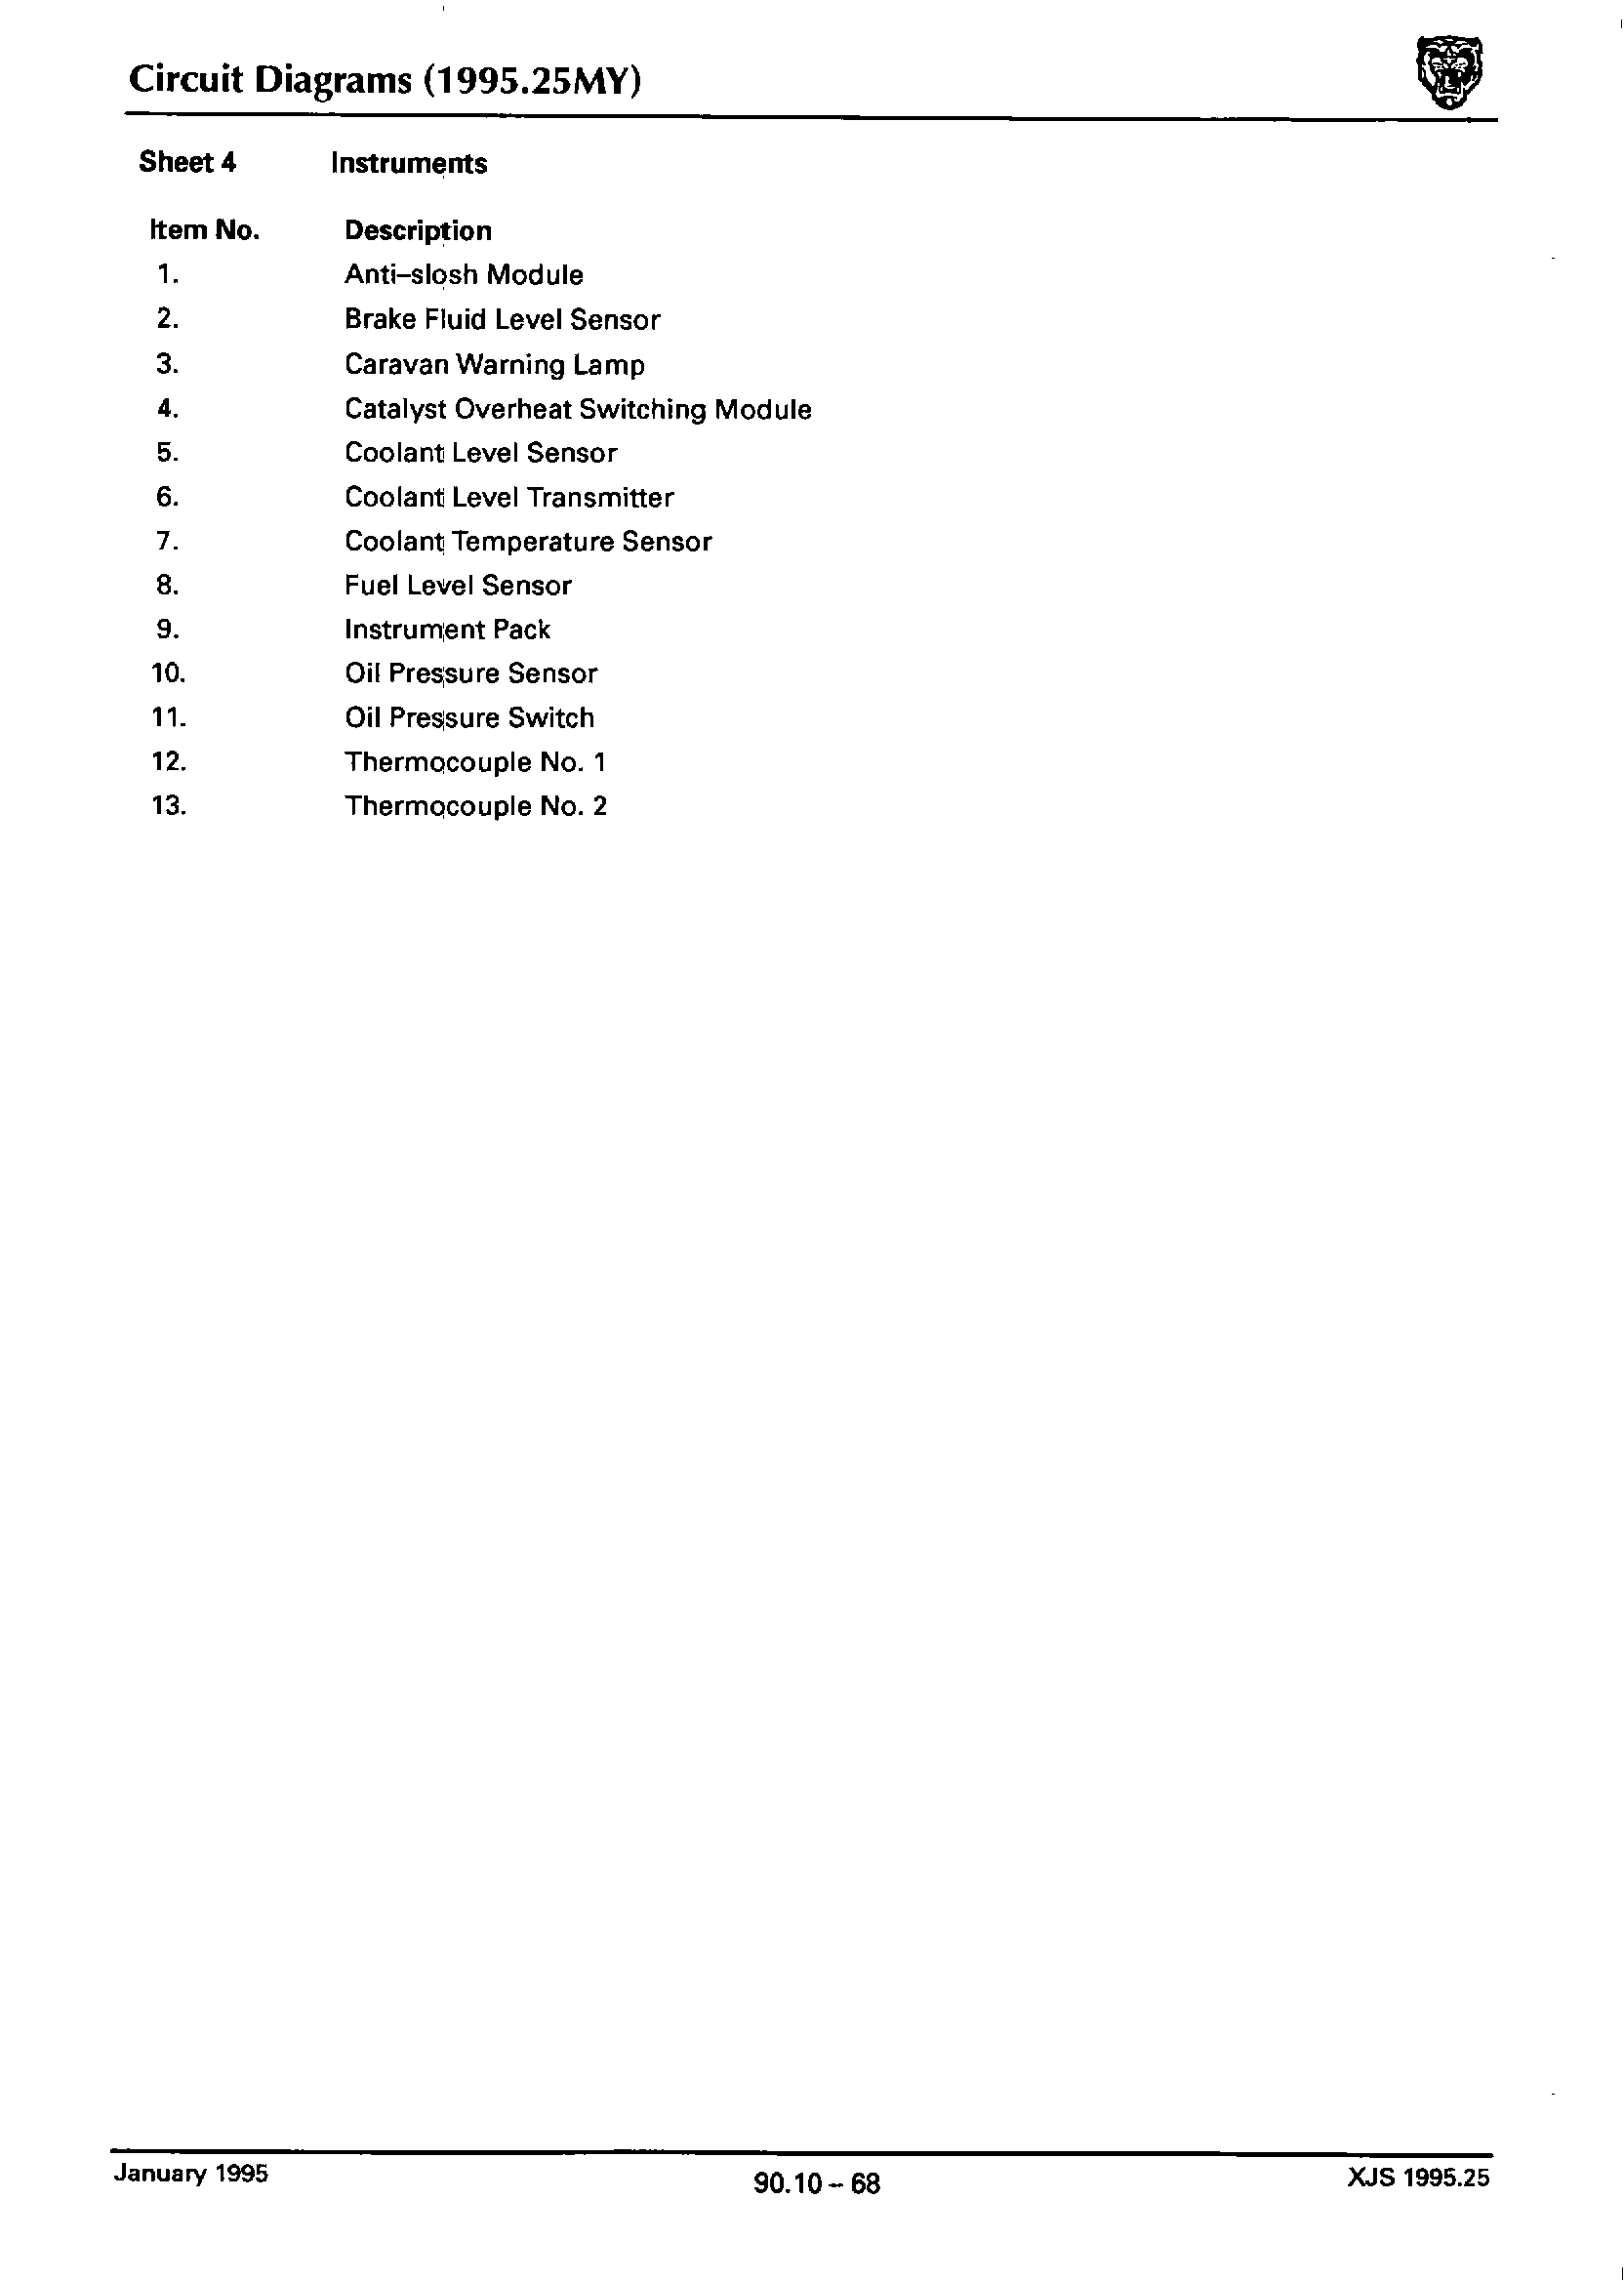 Circuit Diagrams (1995.25MY)
Sheet 4 Instruments
Item No. Description
1. Anti–slosh Module
2. Brake Fluid Level Sensor
3. Caravan Warning Lamp
4. Catalyst Overheat Switching Module
5. Coolant Level Sensor
6. Coolant Level Transmitter
7. Coolant Temperature Sensor
8. Fuel Level Sensor
9. Instrument Pack
10. Oil Pressure Sensor
11. Oil Pressure Switch
12. Thermocouple No. 1
13. Thermocouple No. 2
January 1995 90.10 – 68 XJS 1995.25